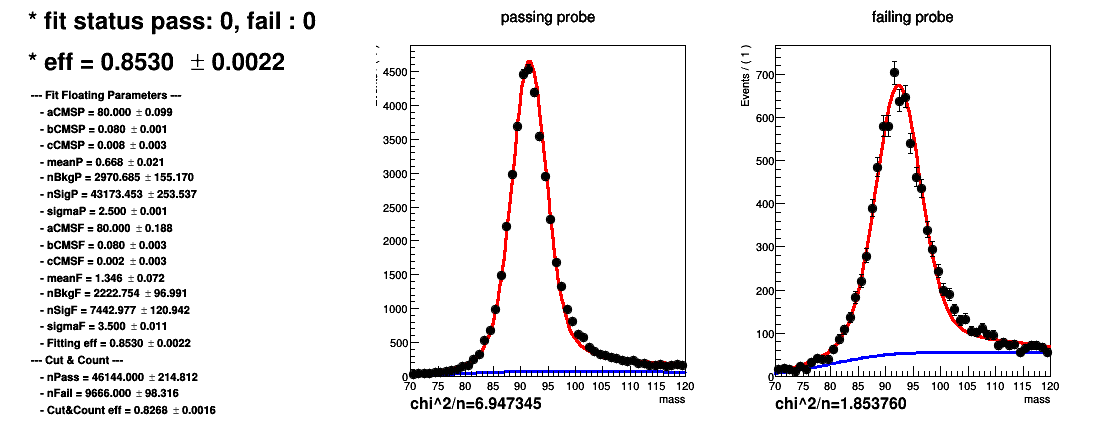 * fit status pass: 0, fail : 0
* eff = 0.8530 ± 0.0022
--- Fit Floating Parameters ---
- aCMSP = 80.000 ± 0.099
- bCMSP = 0.080 ± 0.001
- cCMSP = 0.008 ± 0.003
- meanP = 0.668 ± 0.021
- nBkgP = 2970.685 ± 155.170
- nSigP = 43173.453 ± 253.537
- sigmaP = 2.500 ± 0.001
- aCMSF = 80.000 ± 0.188
- bCMSF = 0.080 ± 0.003
- cCMSF = 0.002 ± 0.003
- meanF = 1.346 ± 0.072
- nBkgF = 2222.754 ± 96.991
- nSigF = 7442.977 ± 120.942
- sigmaF = 3.500 ± 0.011
- Fitting eff = 0.8530 ± 0.0022
--- Cut & Count ---
- nPass = 46144.000 ± 214.812
- nFail = 9666.000 ± 98.316
- Cut&Count eff = 0.8268 ± 0.0016
passing probe
4500
4000
3500
3000
2500
2000
1500
1000
500
0
70 75 80 85 90 95 100 105 110 115 120
mass
chi^2/n=6.947345
failing probe
Events / ( 1 )
700
600
500
400
300
200
100
0
70 75 80 85 90 95 100 105 110 115 120
mass
chi^2/n=1.853760